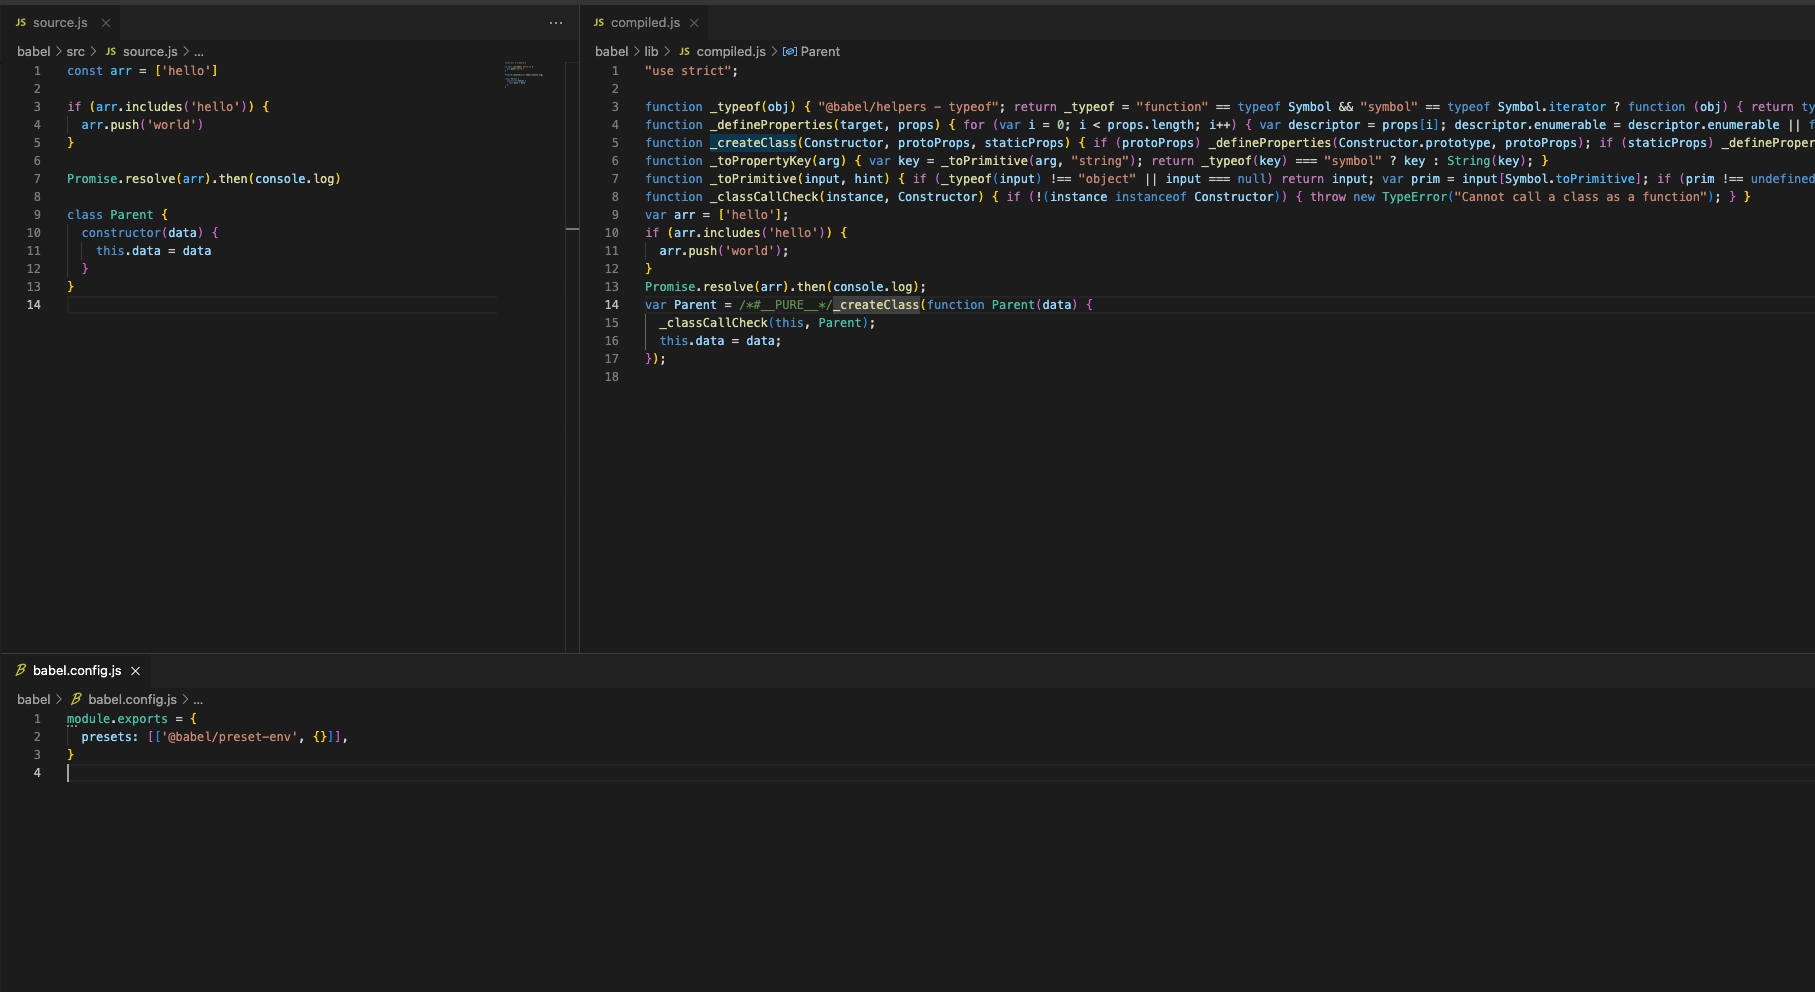 JS source.js × ...
babel > src > JS source.js > ...
1 const arr = ['hello']
2
3 if (arr.includes('hello')) {
4 arr.push('world')
5 }
6
7 Promise.resolve(arr).then(console.log)
8
9 class Parent {
10 constructor(data) {
11 this.data = data
12 }
13 }
14
JS compiled.js ×
babel > lib > JS compiled.js > Parent
1 "use strict";
2
3 function _typeof(obj) { "@babel/helpers - typeof"; return _typeof = "function" == typeof Symbol && "symbol" == typeof Symbol.iterator ? function (obj) { return ty
4 function _defineProperties(target, props) { for (var i = 0; i < props.length; i++) { var descriptor = props[i]; descriptor.enumerable = descriptor.enumerable || f
5 function _createClass(Constructor, protoProps, staticProps) { if (protoProps) _defineProperties(Constructor.prototype, protoProps); if (staticProps) _definePrope
6 function _toPropertyKey(arg) { var key = _toPrimitive(arg, "string"); return _typeof(key) === "symbol" ? key : String(key); }
7 function _toPrimitive(input, hint) { if (_typeof(input) !== "object" || input === null) return input; var prim = input[Symbol.toPrimitive]; if (prim !== undefined
8 function _classCallCheck(instance, Constructor) { if (!(instance instanceof Constructor)) { throw new TypeError("Cannot call a class as a function"); } }
9 var arr = ['hello'];
10 if (arr.includes('hello')) {
11 arr.push('world');
12 }
13 Promise.resolve(arr).then(console.log);
14 var Parent = /*#__PURE__*/_createClass(function Parent(data) {
15 _classCallCheck(this, Parent);
16 this.data = data;
17 });
18
babel.config.js ×
babel > babel.config.js > ...
1 module.exports = {
2 presets: [['@babel/preset-env', {}]],
3 }
4